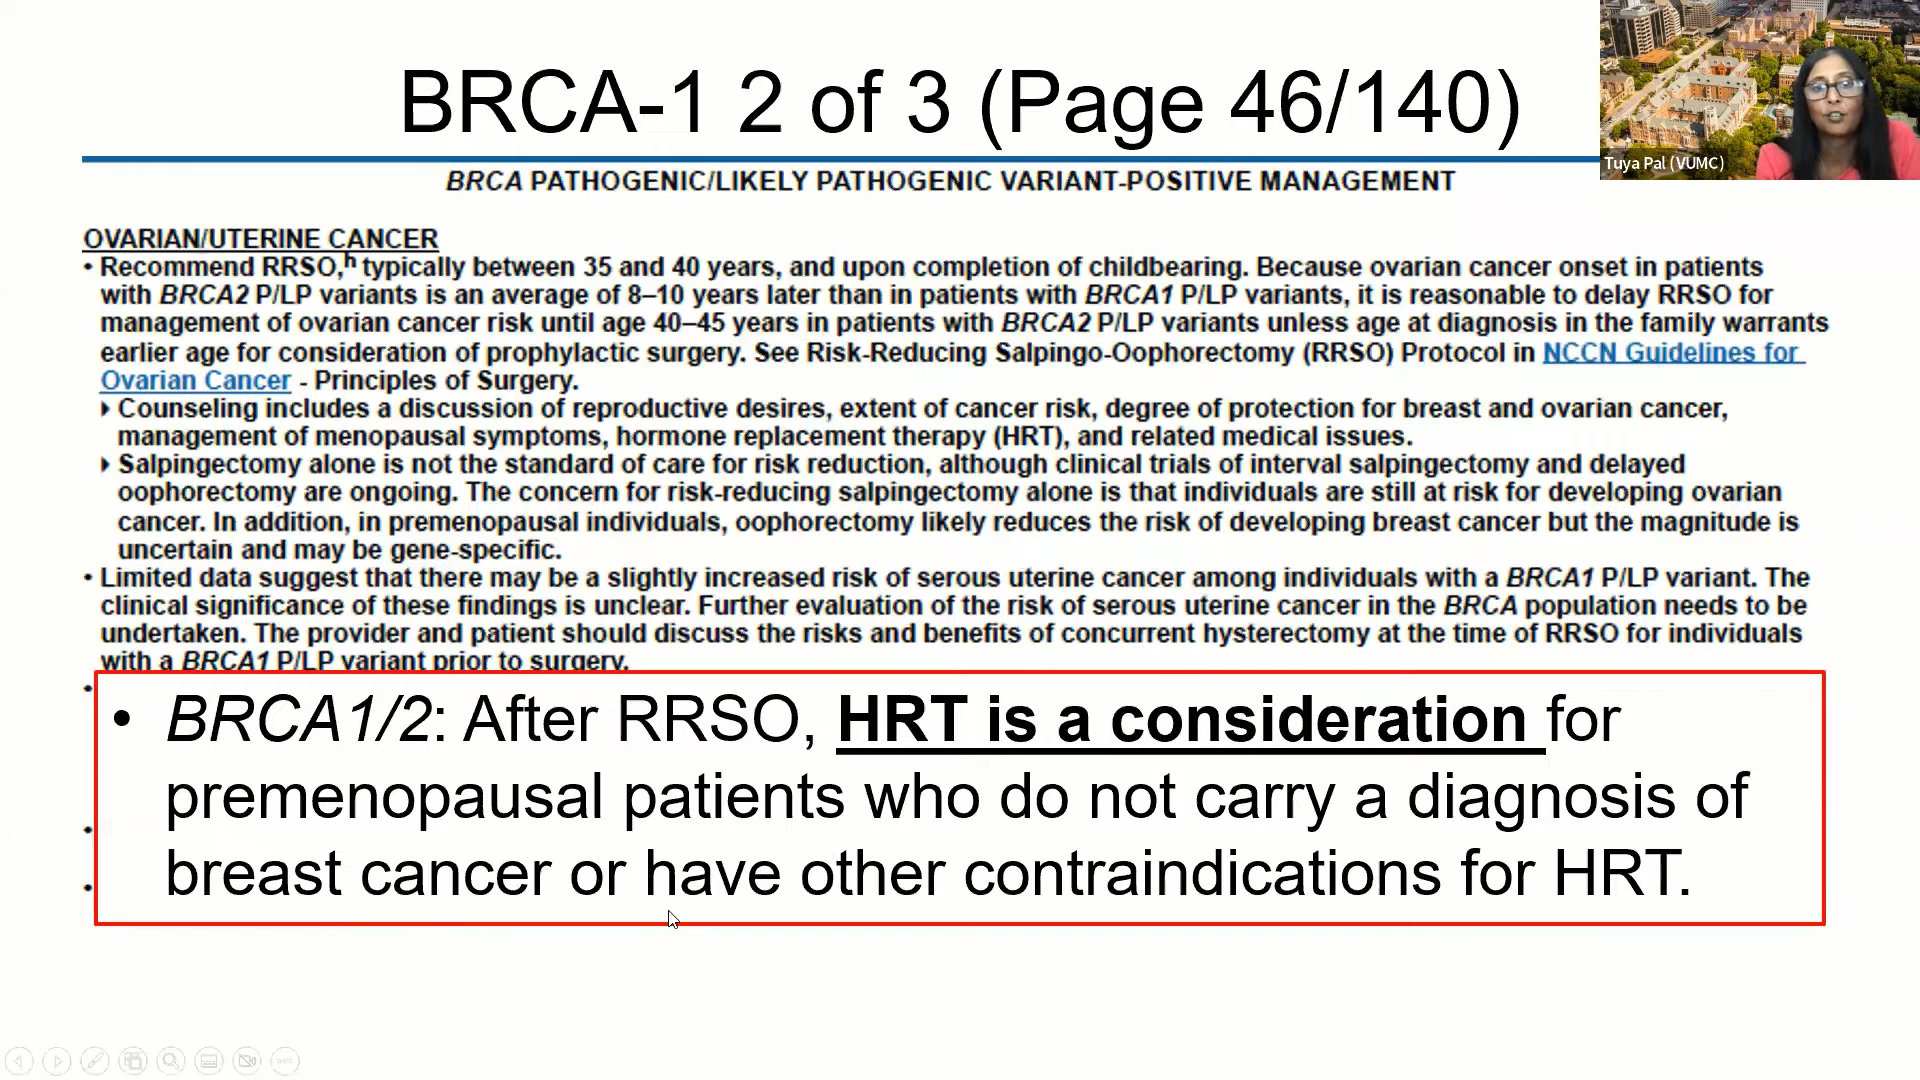 BRCA-1 2 of 3 (Page 46/140)
Tuya Pal (VUMC)
BRCA PATHOGENIC/LIKELY PATHOGENIC VARIANT-POSITIVE MANAGEMENT
OVARIAN/UTERINE CANCER
• Recommend RRSO,h typically between 35 and 40 years, and upon completion of childbearing. Because ovarian cancer onset in patients
with BRCA2 P/LP variants is an average of 8–10 years later than in patients with BRCA1 P/LP variants, it is reasonable to delay RRSO for
management of ovarian cancer risk until age 40–45 years in patients with BRCA2 P/LP variants unless age at diagnosis in the family warrants
earlier age for consideration of prophylactic surgery. See Risk-Reducing Salpingo-Oophorectomy (RRSO) Protocol in NCCN Guidelines for
Ovarian Cancer - Principles of Surgery.
Counseling includes a discussion of reproductive desires, extent of cancer risk, degree of protection for breast and ovarian cancer,
management of menopausal symptoms, hormone replacement therapy (HRT), and related medical issues.
Salpingectomy alone is not the standard of care for risk reduction, although clinical trials of interval salpingectomy and delayed
oophorectomy are ongoing. The concern for risk-reducing salpingectomy alone is that individuals are still at risk for developing ovarian
cancer. In addition, in premenopausal individuals, oophorectomy likely reduces the risk of developing breast cancer but the magnitude is
uncertain and may be gene-specific.
• Limited data suggest that there may be a slightly increased risk of serous uterine cancer among individuals with a BRCA1 P/LP variant. The
clinical significance of these findings is unclear. Further evaluation of the risk of serous uterine cancer in the BRCA population needs to be
undertaken. The provider and patient should discuss the risks and benefits of concurrent hysterectomy at the time of RRSO for individuals
with a BRCA1 P/LP variant prior to surgery.
• BRCA1/2: After RRSO, HRT is a consideration for
premenopausal patients who do not carry a diagnosis of
breast cancer or have other contraindications for HRT.